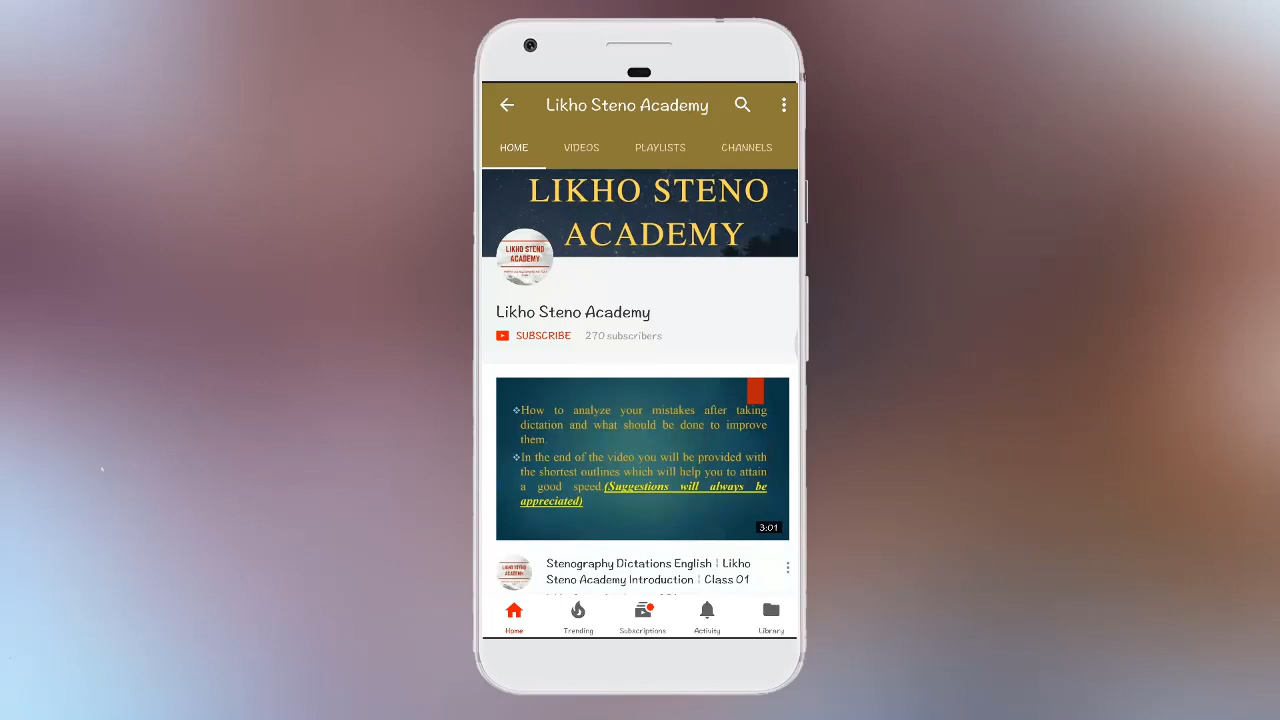 Likho Steno Academy
HOME VIDEOS PLAYLISTS CHANNELS
LIKHO STENO
ACADEMY
LIKHO STENO
ACADEMY
Likho Steno Academy
SUBSCRIBE 270 subscribers
❖How to analyze your mistakes after taking
dictation and what should be done to improve
them.
❖In the end of the video you will be provided with
the shortest outlines which will help you to attain
a good speed.(Suggestions will always be
appreciated)
3:01
Stenography Dictations English | Likho
Steno Academy Introduction | Class 01
Home Trending Subscriptions Activity Library